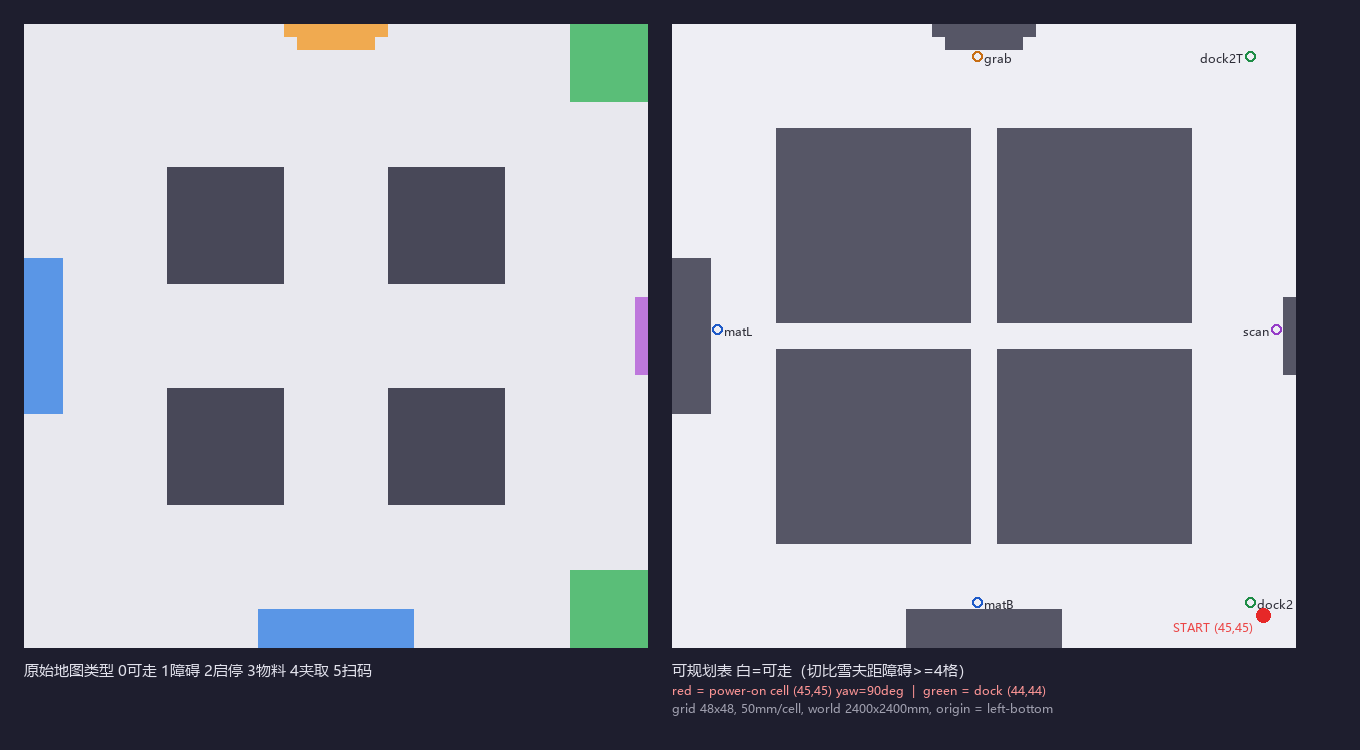 grab
dock2T
matL
scan
matB
dock2
START (45,45)
原始地图类型 0可走 1障碍 2启停 3物料 4夹取 5扫码
可规划表 白=可走（切比雪夫距障碍>=4格）
red = power-on cell (45,45) yaw=90deg | green = dock (44,44)
grid 48x48, 50mm/cell, world 2400x2400mm, origin = left-bottom